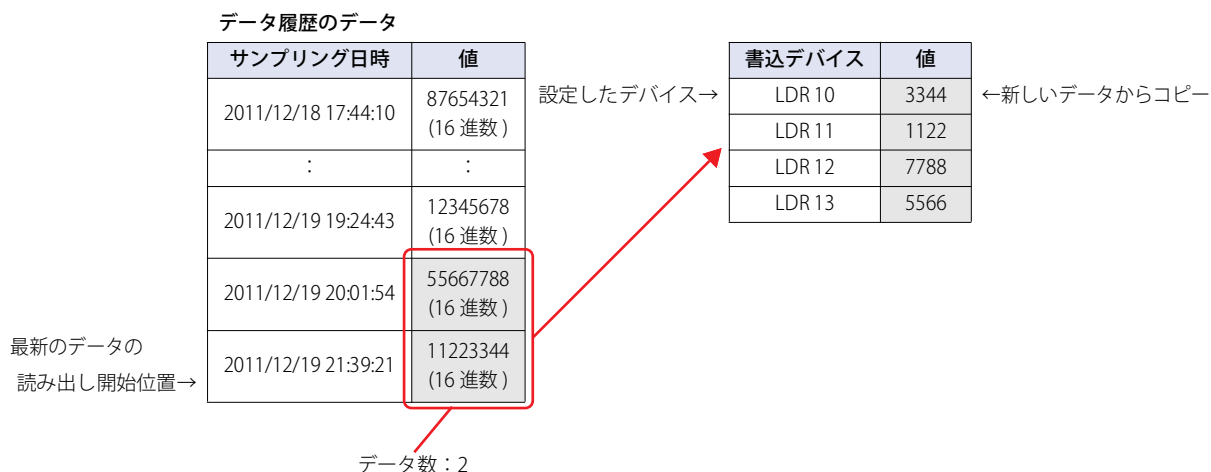 データ履歴のデータ
サンプリング日時 値
2011/12/18 17:44:10 87654321
(16 進数 )
: :
2011/12/19 19:24:43 12345678
(16 進数 )
2011/12/19 20:01:54 55667788
(16 進数 )
2011/12/19 21:39:21 11223344
(16 進数 )
最新のデータの
読み出し開始位置→
データ数：2
設定したデバイス→
書込デバイス 値
LDR 10 3344
LDR 11 1122
LDR 12 7788
LDR 13 5566
←新しいデータからコピー